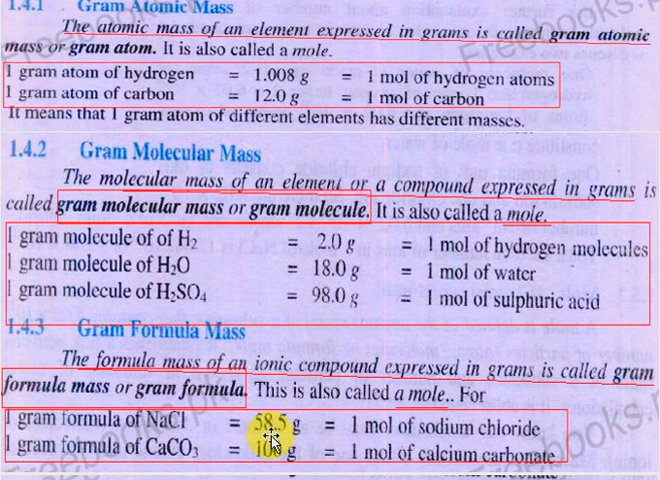 1.4.1 Gram Atomic Mass
The atomic mass of an element expressed in grams is called gram atomic
mass or gram atom. It is also called a mole.
1 gram atom of hydrogen = 1.008 g = 1 mol of hydrogen atoms
1 gram atom of carbon = 12.0 g = 1 mol of carbon
It means that 1 gram atom of different elements has different masses.
1.4.2 Gram Molecular Mass
The molecular mass of an element or a compound expressed in grams is
called gram molecular mass or gram molecule. It is also called a mole.
1 gram molecule of of H₂ = 2.0 g = 1 mol of hydrogen molecules
1 gram molecule of H₂O = 18.0 g = 1 mol of water
1 gram molecule of H₂SO₄ = 98.0 g = 1 mol of sulphuric acid
1.4.3 Gram Formula Mass
The formula mass of an ionic compound expressed in grams is called gram
formula mass or gram formula. This is also called a mole.. For
1 gram formula of NaCl = 58.5 g = 1 mol of sodium chloride
1 gram formula of CaCO₃ = 100 g = 1 mol of calcium carbonate